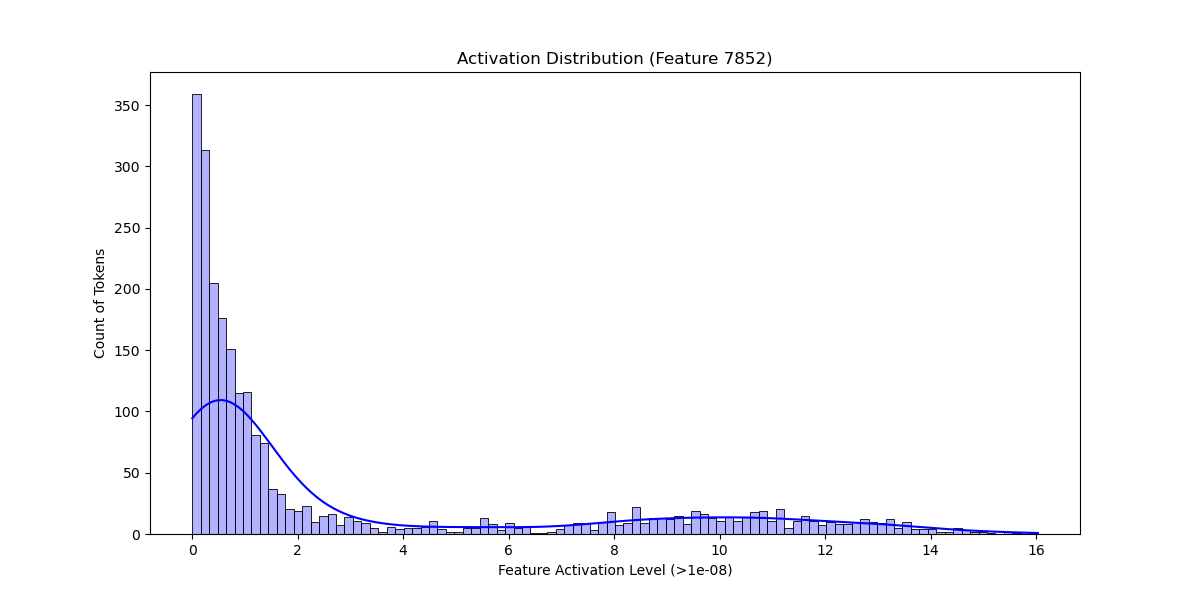 Activation Distribution (Feature 7852)
Count of Tokens
350
300
250
200
150
100
50
0
0 2 4 6 8 10 12 14 16
Feature Activation Level (>1e-08)